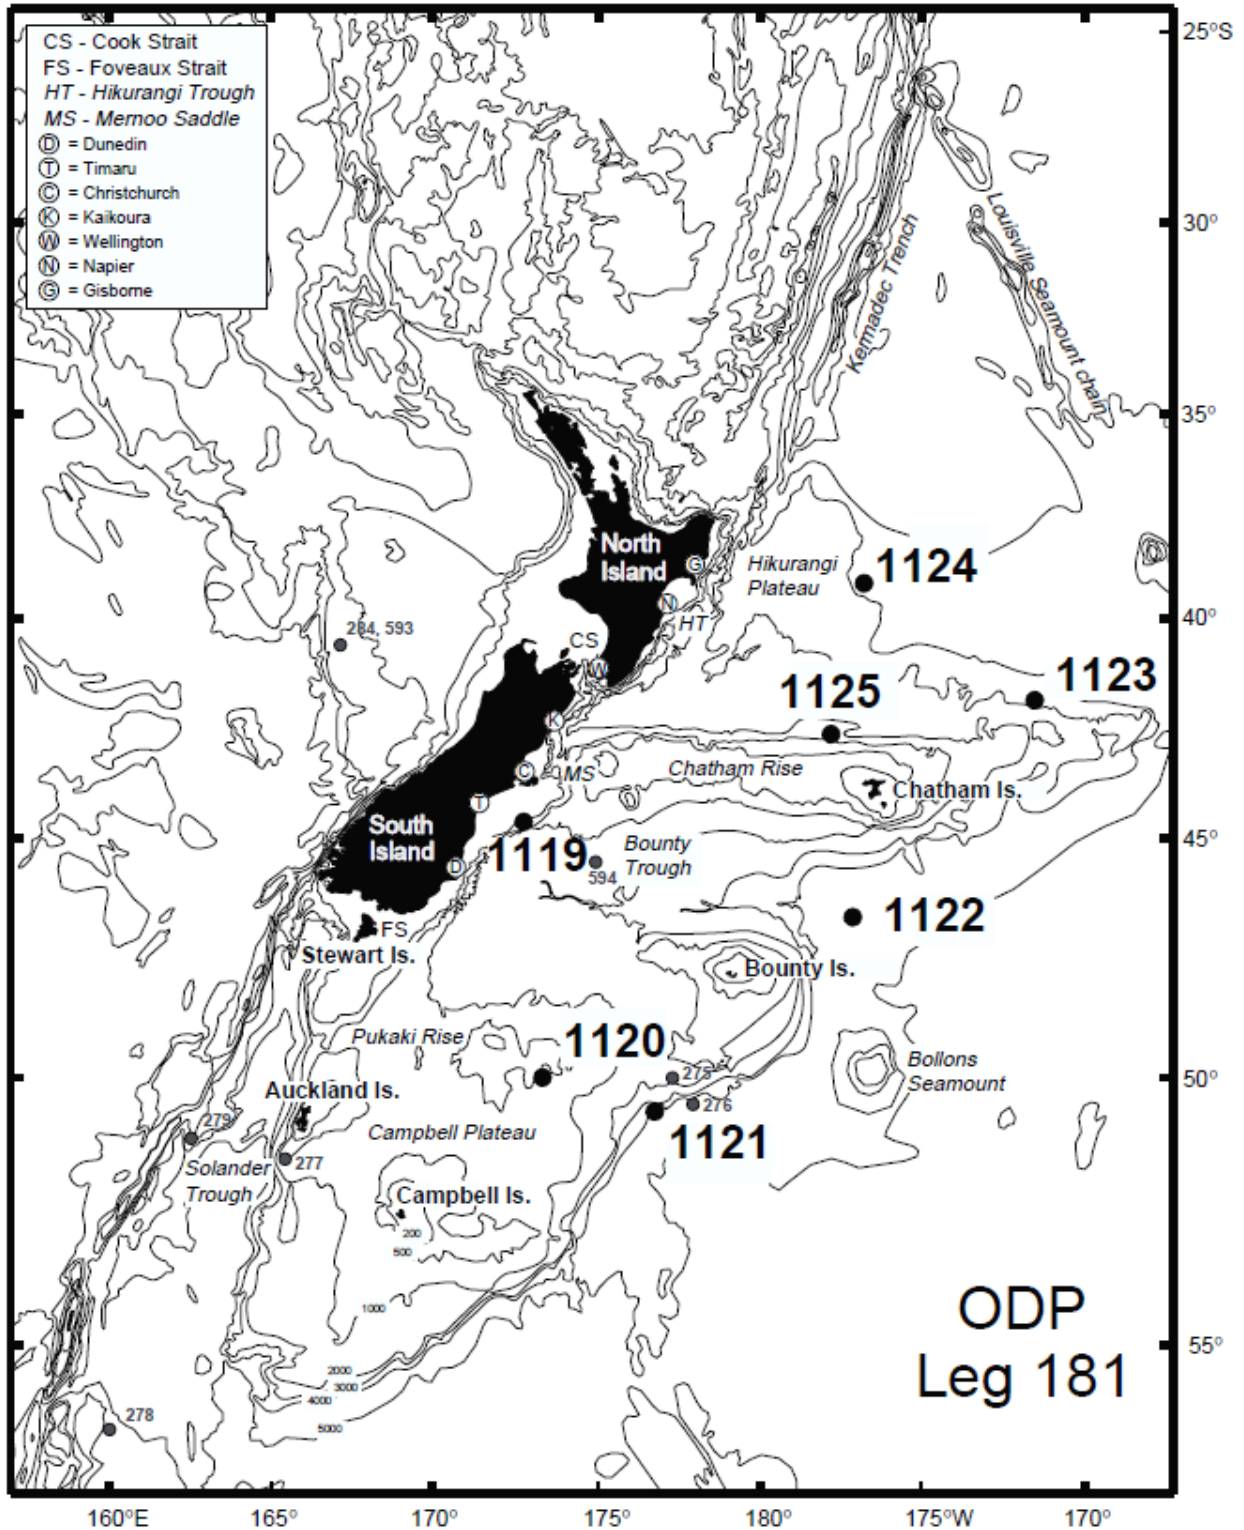 CS - Cook Strait
FS - Foveaux Strait
HT - Hikurangi Trough
MS - Mernoo Saddle
D = Dunedin
T = Timaru
C = Christchurch
K = Kaikoura
W = Wellington
N = Napier
G = Gisborne
25°S
30°
35°
40°
45°
50°
55°
Louisville Seamount chain
Kermadec Trench
North
Island
G
Hikurangi
Plateau
1124
N
HT
284, 593
CS
W
1123
1125
K
C
MS
Chatham Rise
Chatham Is.
T
South
Island
1119
D
594
Bounty
Trough
1122
FS
Stewart Is.
Bounty Is.
Pukaki Rise
1120
275
Bollons
Seamount
Auckland Is.
276
279
Campbell Plateau
1121
277
Solander
Trough
Campbell Is.
200
500
1000
ODP
Leg 181
2000
3000
4000
5000
278
160°E
165°
170°
175°
180°
175°W
170°